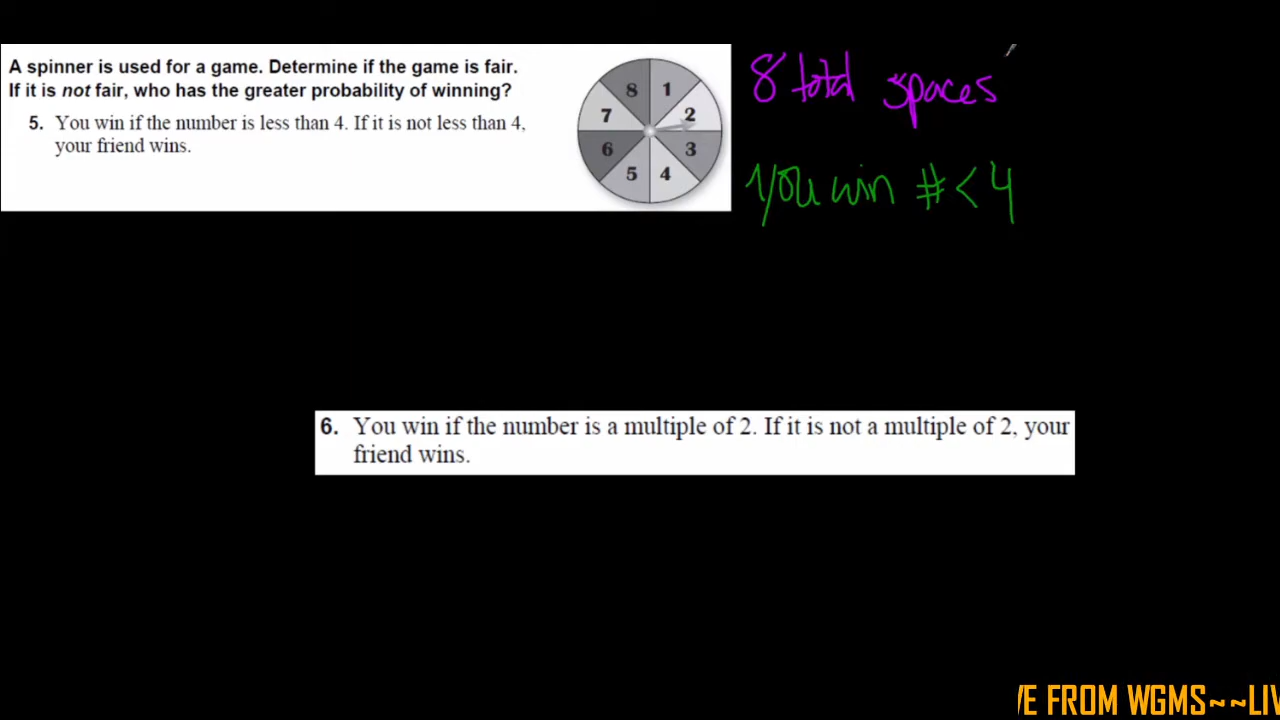 A spinner is used for a game. Determine if the game is fair.
If it is not fair, who has the greater probability of winning?
5. You win if the number is less than 4. If it is not less than 4,
your friend wins.
8 1
7 2
6 3
5 4
8 total spaces
you win # < 4
6. You win if the number is a multiple of 2. If it is not a multiple of 2, your
friend wins.
VE FROM WGMS~~LIV